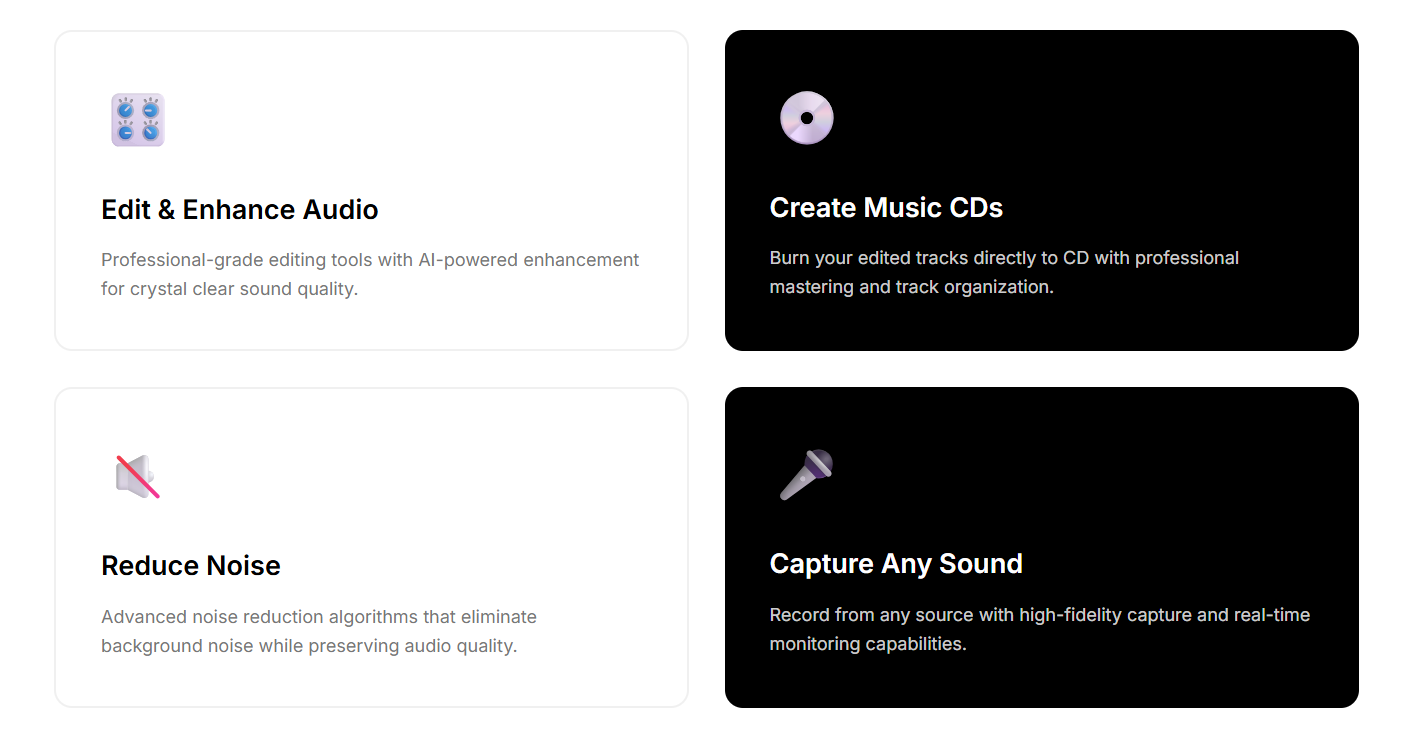 Edit & Enhance Audio
Professional-grade editing tools with AI-powered enhancement
for crystal clear sound quality.
Create Music CDs
Burn your edited tracks directly to CD with professional
mastering and track organization.
Reduce Noise
Advanced noise reduction algorithms that eliminate
background noise while preserving audio quality.
Capture Any Sound
Record from any source with high-fidelity capture and real-time
monitoring capabilities.